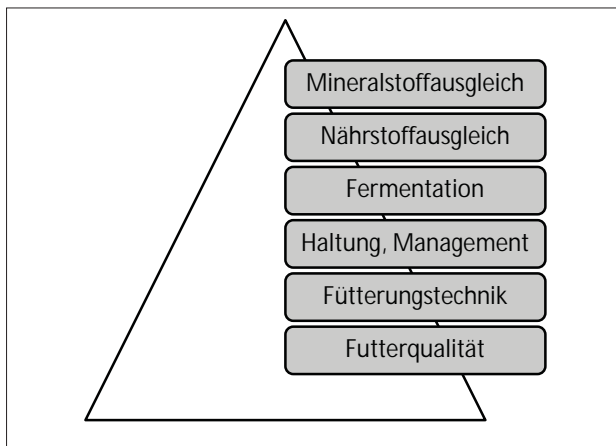 Mineralstoffausgleich
Nährstoffausgleich
Fermentation
Haltung, Management
Fütterungstechnik
Futterqualität